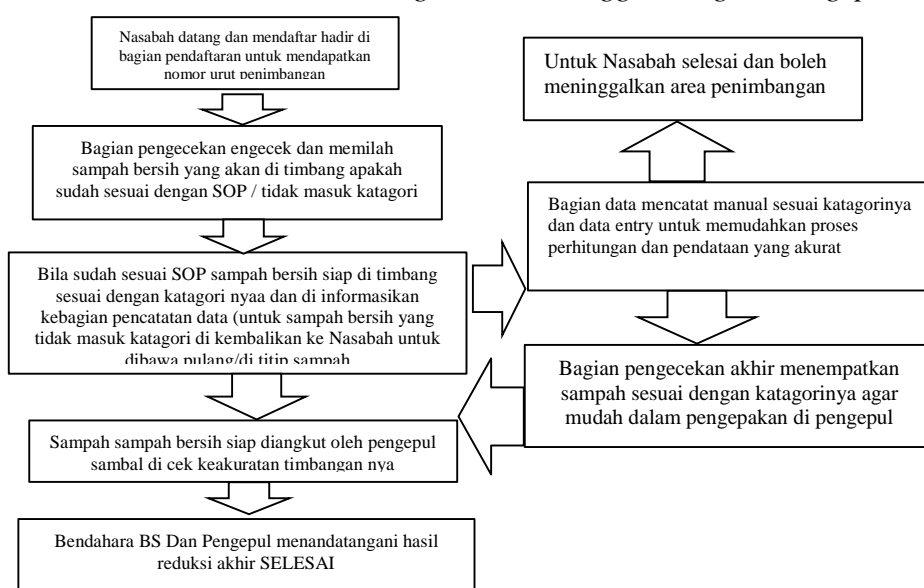 Nasabah datang dan mendaftar hadir di
bagian pendaftaran untuk mendapatkan
nomor urut penimbangan
Bagian pengecekan engecek dan memilah
sampah bersih yang akan di timbang apakah
sudah sesuai dengan SOP / tidak masuk katagori
Bila sudah sesuai SOP sampah bersih siap di timbang
sesuai dengan katagori nyaa dan di informasikan
kebagian pencatatan data (untuk sampah bersih yang
tidak masuk katagori di kembalikan ke Nasabah untuk
dibawa pulang/di titip sampah
Sampah sampah bersih siap diangkut oleh pengepul
sambal di cek keakuratan timbangan nya
Bendahara BS Dan Pengepul menandatangani hasil
reduksi akhir SELESAI
Untuk Nasabah selesai dan boleh
meninggalkan area penimbangan
Bagian data mencatat manual sesuai katagorinya
dan data entry untuk memudahkan proses
perhitungan dan pendataan yang akurat
Bagian pengecekan akhir menempatkan
sampah sesuai dengan katagorinya agar
mudah dalam pengepakan di pengepul